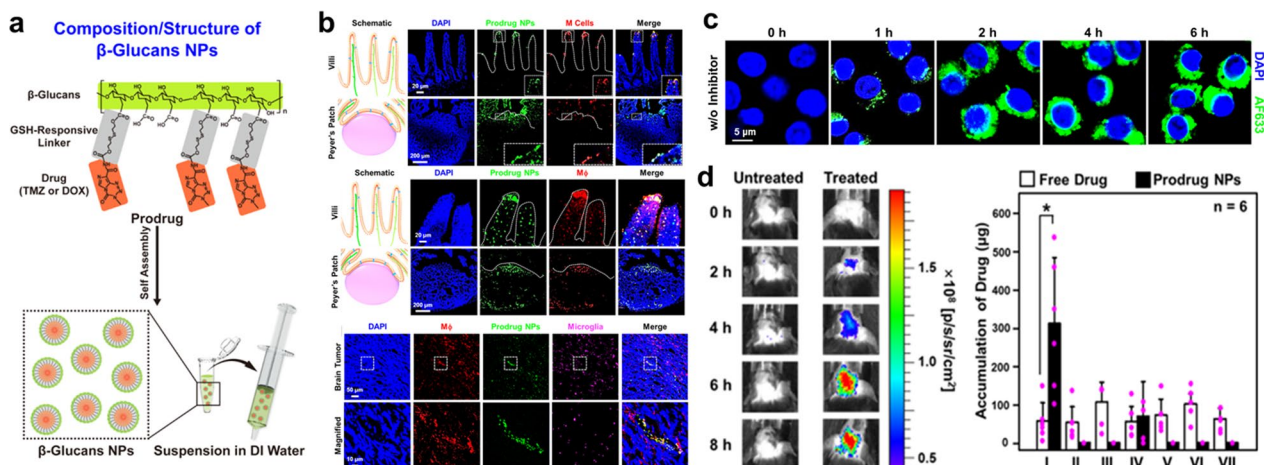 a
Composition/Structure of
β-Glucans NPs
β-Glucans
GSH-Responsive
Linker
Drug
(TMZ or DOX)
Prodrug
Self Assembly
β-Glucans NPs
Suspension in DI Water
b
Schematic
DAPI
Prodrug NPs
M Cells
Merge
Villi
20 µm
Peyer's Patch
200 µm
Schematic
DAPI
Prodrug NPs
Mϕ
Merge
Villi
20 µm
Peyer's Patch
200 µm
DAPI
Mϕ
Prodrug NPs
Microglia
Merge
Brain Tumor
50 µm
Magnified
10 µm
c
0 h
1 h
2 h
4 h
6 h
w/o Inhibitor
5 µm
DAPI
AF633
d
Untreated
Treated
0 h
2 h
4 h
6 h
8 h
1.5
1.0
0.5
×10⁸ [p/s/sr/cm²]
Free Drug
Prodrug NPs
n = 6
*
Accumulation of Drug (µg)
600
500
400
300
200
100
0
I
II
III
IV
V
VI
VII